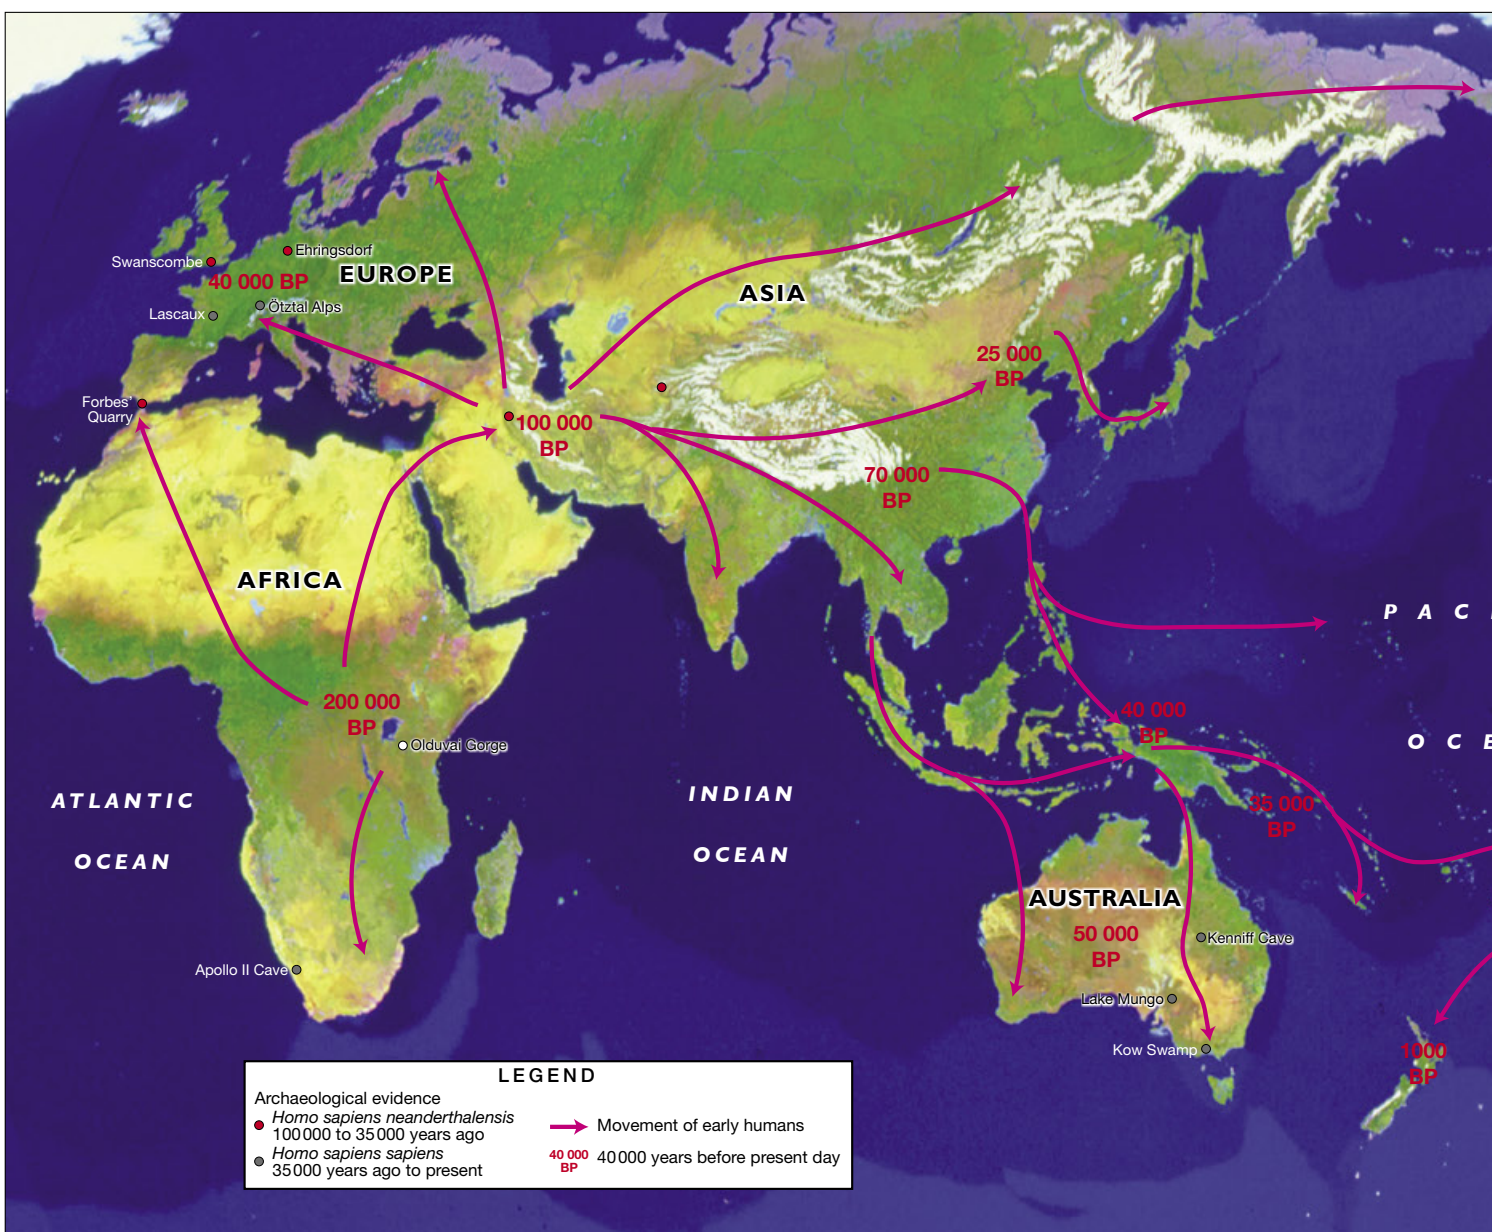 Ehringsdorf
Swanscombe
40 000 BP
EUROPE
Ötztal Alps
Lascaux
ASIA
25 000
BP
Forbes'
Quarry
100 000
BP
70 000
BP
AFRICA
P A C I
200 000
BP
Olduvai Gorge
40 000
BP
O C E
ATLANTIC
OCEAN
INDIAN
OCEAN
35 000
BP
AUSTRALIA
50 000
BP
Kenniff Cave
Apollo II Cave
Lake Mungo
Kow Swamp
1000
BP
LEGEND
Archaeological evidence
Homo sapiens neanderthalensis
100 000 to 35 000 years ago
Homo sapiens sapiens
35 000 years ago to present
Movement of early humans
40 000
BP
40 000 years before present day